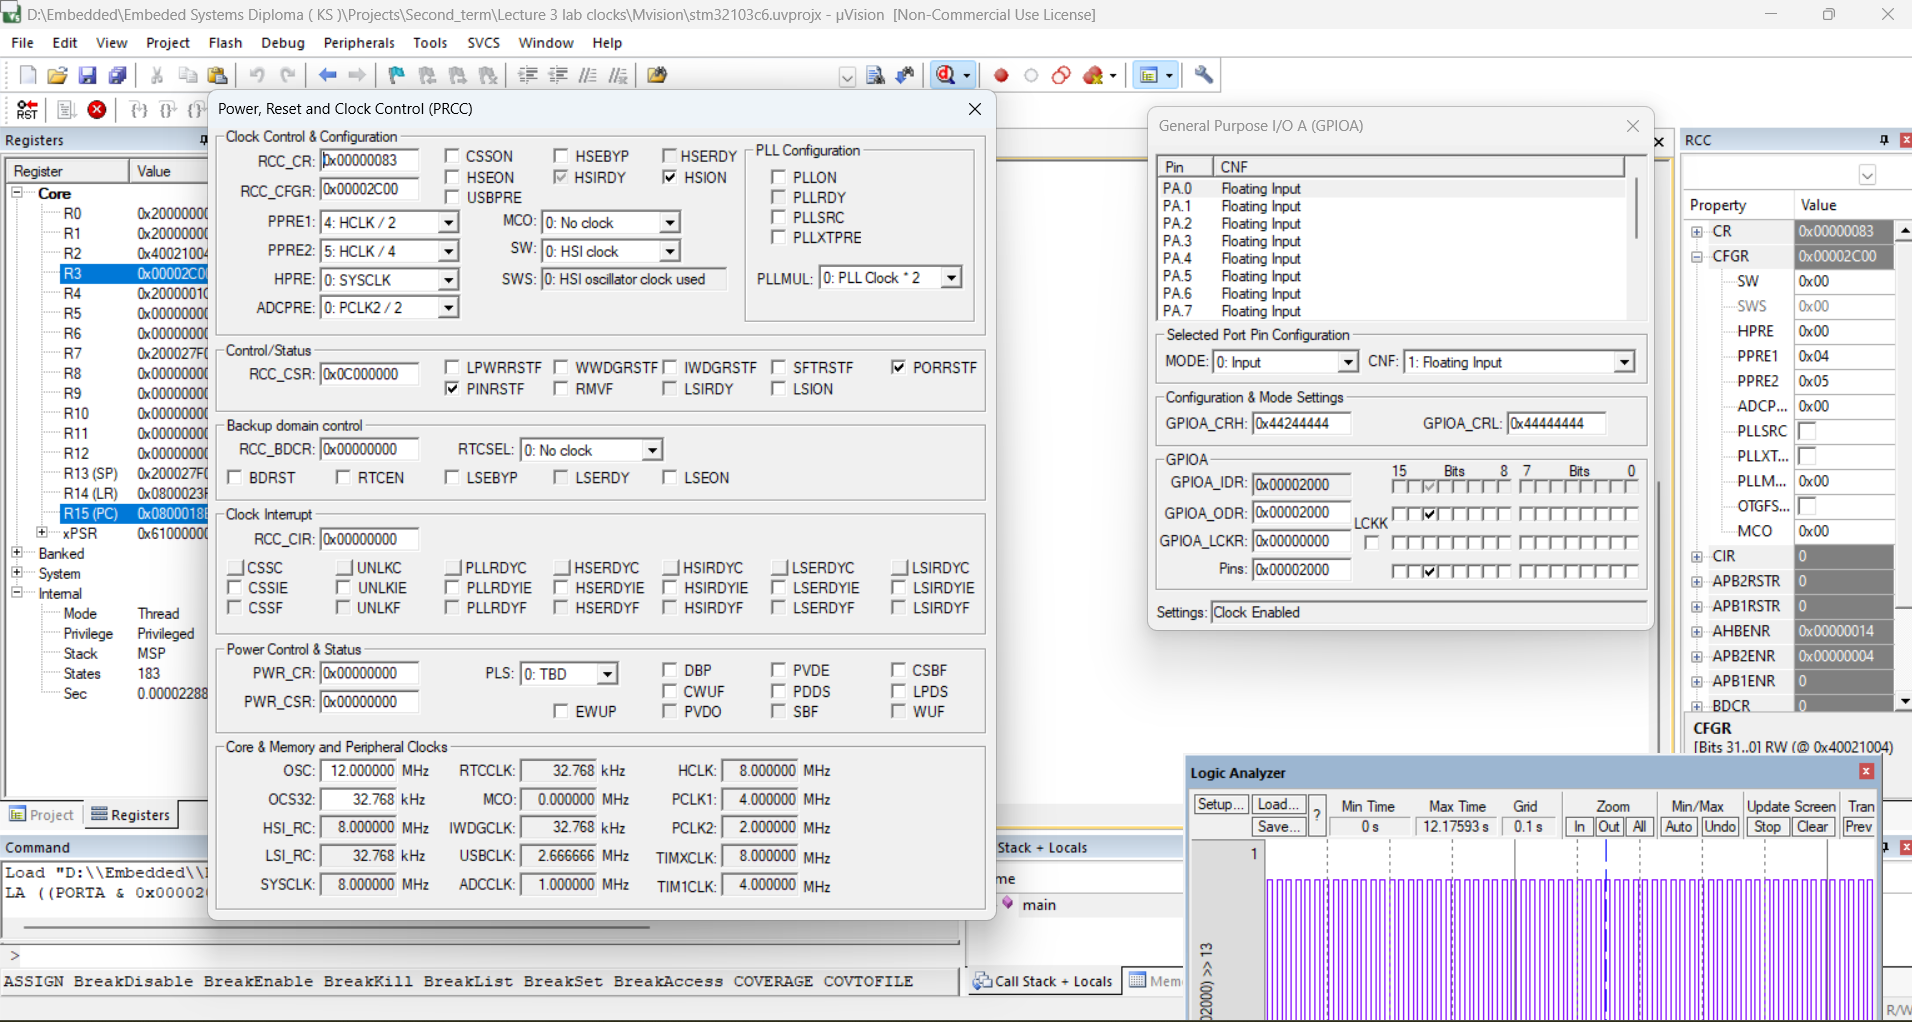 D:\Embedded\Embeded Systems Diploma ( KS )\Projects\Second_term\Lecture 3 lab clocks\Mvision\stm32103c6.uvprojx - µVision [Non-Commercial Use License]
File Edit View Project Flash Debug Peripherals Tools SVCS Window Help
RST
Registers
Register Value
Core
R0 0x2000000
R1 0x2000000
R2 0x4002100
R3 0x00002C0
R4 0x2000001
R5 0x0000000
R6 0x0000000
R7 0x200027F
R8 0x0000000
R9 0x0000000
R10 0x0000000
R11 0x0000000
R12 0x0000000
R13 (SP) 0x200027F
R14 (LR) 0x0800023
R15 (PC) 0x0800018
xPSR 0x6100000
Banked
System
Internal
Mode Thread
Privilege Privileged
Stack MSP
States 183
Sec 0.00002288
Project Registers
Power, Reset and Clock Control (PRCC)
Clock Control & Configuration
RCC_CR: 0x00000083 CSSON HSEBYP HSERDY
HSEON HSIRDY HSION
RCC_CFGR: 0x00002C00 USBPRE
PPRE1: 4: HCLK / 2 MCO: 0: No clock
PPRE2: 5: HCLK / 4 SW: 0: HSI clock
HPRE: 0: SYSCLK SWS: 0: HSI oscillator clock used
ADCPRE: 0: PCLK2 / 2
PLL Configuration
PLLON
PLLRDY
PLLSRC
PLLXTPRE
PLLMUL: 0: PLL Clock * 2
Control/Status
RCC_CSR: 0x0C000000 LPWRRSTF WWDGRSTF IWDGRSTF SFTRSTF PORRSTF
PINRSTF RMVF LSIRDY LSION
Backup domain control
RCC_BDCR: 0x00000000 RTCSEL: 0: No clock
BDRST RTCEN LSEBYP LSERDY LSEON
Clock Interrupt
RCC_CIR: 0x00000000
CSSC UNLKC PLLRDYC HSERDYC HSIRDYC LSERDYC LSIRDYC
CSSIE UNLKIE PLLRDYIE HSERDYIE HSIRDYIE LSERDYIE LSIRDYIE
CSSF UNLKF PLLRDYF HSERDYF HSIRDYF LSERDYF LSIRDYF
Power Control & Status
PWR_CR: 0x00000000 PLS: 0: TBD DBP PVDE CSBF
CWUF PDDS LPDS
PWR_CSR: 0x00000000 EWUP PVDO SBF WUF
Core & Memory and Peripheral Clocks
OSC: 12.000000 MHz RTCCLK: 32.768 kHz HCLK: 8.000000 MHz
OCS32: 32.768 kHz MCO: 0.000000 MHz PCLK1: 4.000000 MHz
HSI_RC: 8.000000 MHz IWDGCLK: 32.768 kHz PCLK2: 2.000000 MHz
LSI_RC: 32.768 kHz USBCLK: 2.666666 MHz TIMXCLK: 8.000000 MHz
SYSCLK: 8.000000 MHz ADCCLK: 1.000000 MHz TIM1CLK: 4.000000 MHz
General Purpose I/O A (GPIOA)
Pin CNF
PA.0 Floating Input
PA.1 Floating Input
PA.2 Floating Input
PA.3 Floating Input
PA.4 Floating Input
PA.5 Floating Input
PA.6 Floating Input
PA.7 Floating Input
Selected Port Pin Configuration
MODE: 0: Input CNF: 1: Floating Input
Configuration & Mode Settings
GPIOA_CRH: 0x44244444 GPIOA_CRL: 0x44444444
GPIOA
15 Bits 8 7 Bits 0
GPIOA_IDR: 0x00002000
GPIOA_ODR: 0x00002000
LCKK
GPIOA_LCKR: 0x00000000
Pins: 0x00002000
Settings: Clock Enabled
RCC
Property Value
CR 0x00000083
CFGR 0x00002C00
SW 0x00
SWS 0x00
HPRE 0x00
PPRE1 0x04
PPRE2 0x05
ADCP... 0x00
PLLSRC
PLLXT...
PLLM... 0x00
OTGFS...
MCO 0x00
CIR 0
APB2RSTR 0
APB1RSTR 0
AHBENR 0x00000014
APB2ENR 0x00000004
APB1ENR 0
BDCR 0
CFGR
[Bits 31..0] RW (@ 0x40021004)
Command
Load "D:\\Embedded\\
LA ((PORTA & 0x00002
>
ASSIGN BreakDisable BreakEnable BreakKill BreakList BreakSet BreakAccess COVERAGE COVTOFILE
Stack + Locals
me
main
Call Stack + Locals Mem
Logic Analyzer
Setup... Load... ? Min Time Max Time Grid Zoom Min/Max Update Screen Tran
Save... 0 s 12.17593 s 0.1 s In Out All Auto Undo Stop Clear Prev
1
02000) >> 13
R/W